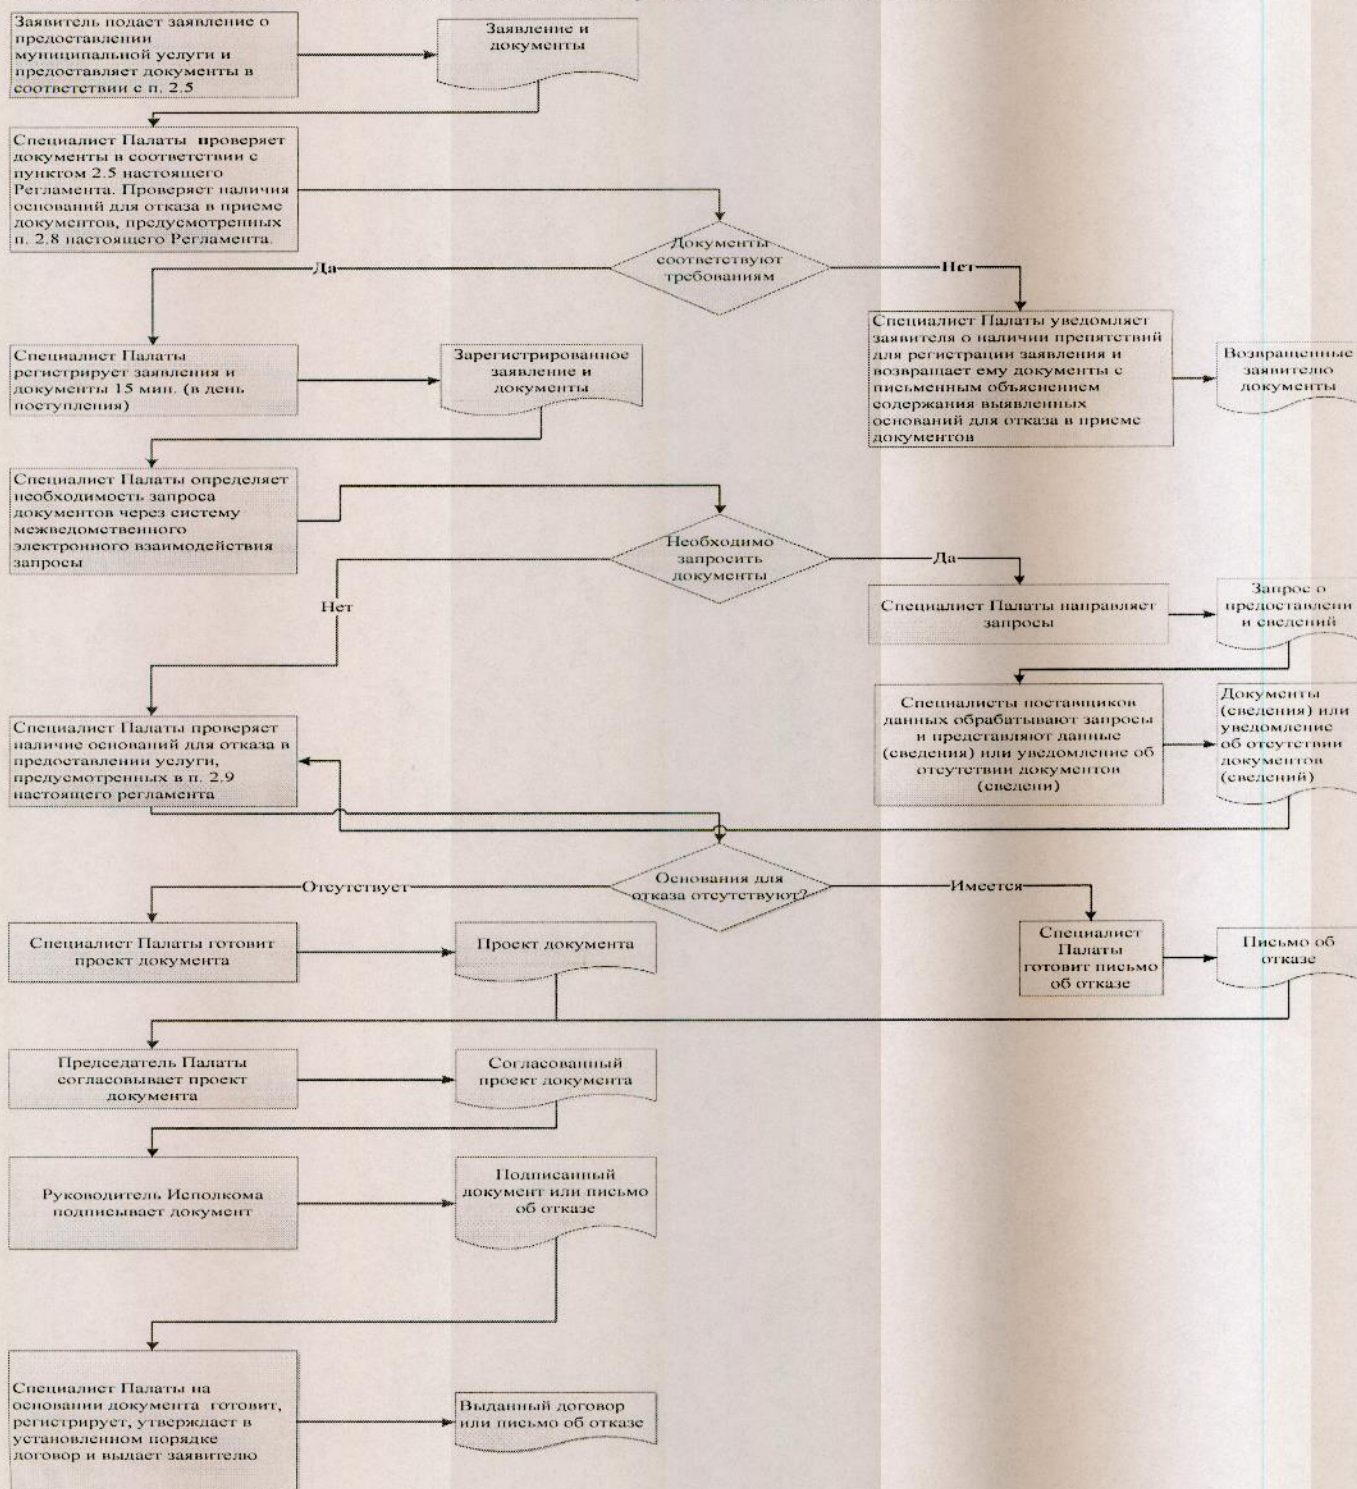 Заявитель подает заявление о
предоставлении
муниципальной услуги и
предоставляет документы в
соответствии с п. 2.5
Заявление и
документы
Специалист Палаты проверяет
документы в соответствии с
пунктом 2.5 настоящего
Регламента. Проверяет наличия
оснований для отказа в приеме
документов, предусмотренных
п. 2.8 настоящего Регламента.
Документы
соответствуют
требованиям
Да
Нет
Специалист Палаты
регистрирует заявления и
документы 15 мин. (в день
поступления)
Зарегистрированное
заявление и
документы
Специалист Палаты уведомляет
заявителя о наличии препятствий
для регистрации заявления и
возвращает ему документы с
письменным объяснением
содержания выявленных
оснований для отказа в приеме
документов
Возвращенные
заявителю
документы
Специалист Палаты определяет
необходимость запроса
документов через систему
межведомственного
электронного взаимодействия
запросы
Необходимо
запросить
документы
Да
Нет
Специалист Палаты направляет
запросы
Запрос о
предоставлени
и сведений
Специалист Палаты проверяет
наличие оснований для отказа в
предоставлении услуги,
предусмотренных в п. 2.9
настоящего регламента
Специалисты поставщиков
данных обрабатывают запросы
и представляют данные
(сведения) или уведомление об
отсутствии документов
(сведени)
Документы
(сведения) или
уведомление
об отсутствии
документов
(сведений)
Основания для
отказа отсутствуют?
Отсутствует
Имеется
Специалист Палаты готовит
проект документа
Проект документа
Специалист
Палаты
готовит письмо
об отказе
Письмо об
отказе
Председатель Палаты
согласовывает проект
документа
Согласованный
проект документа
Руководитель Исполкома
подписывает документ
Подписанный
документ или письмо
об отказе
Специалист Палаты на
основании документа готовит,
регистрирует, утверждает в
установленном порядке
договор и выдает заявителю
Выданный договор
или письмо об отказе